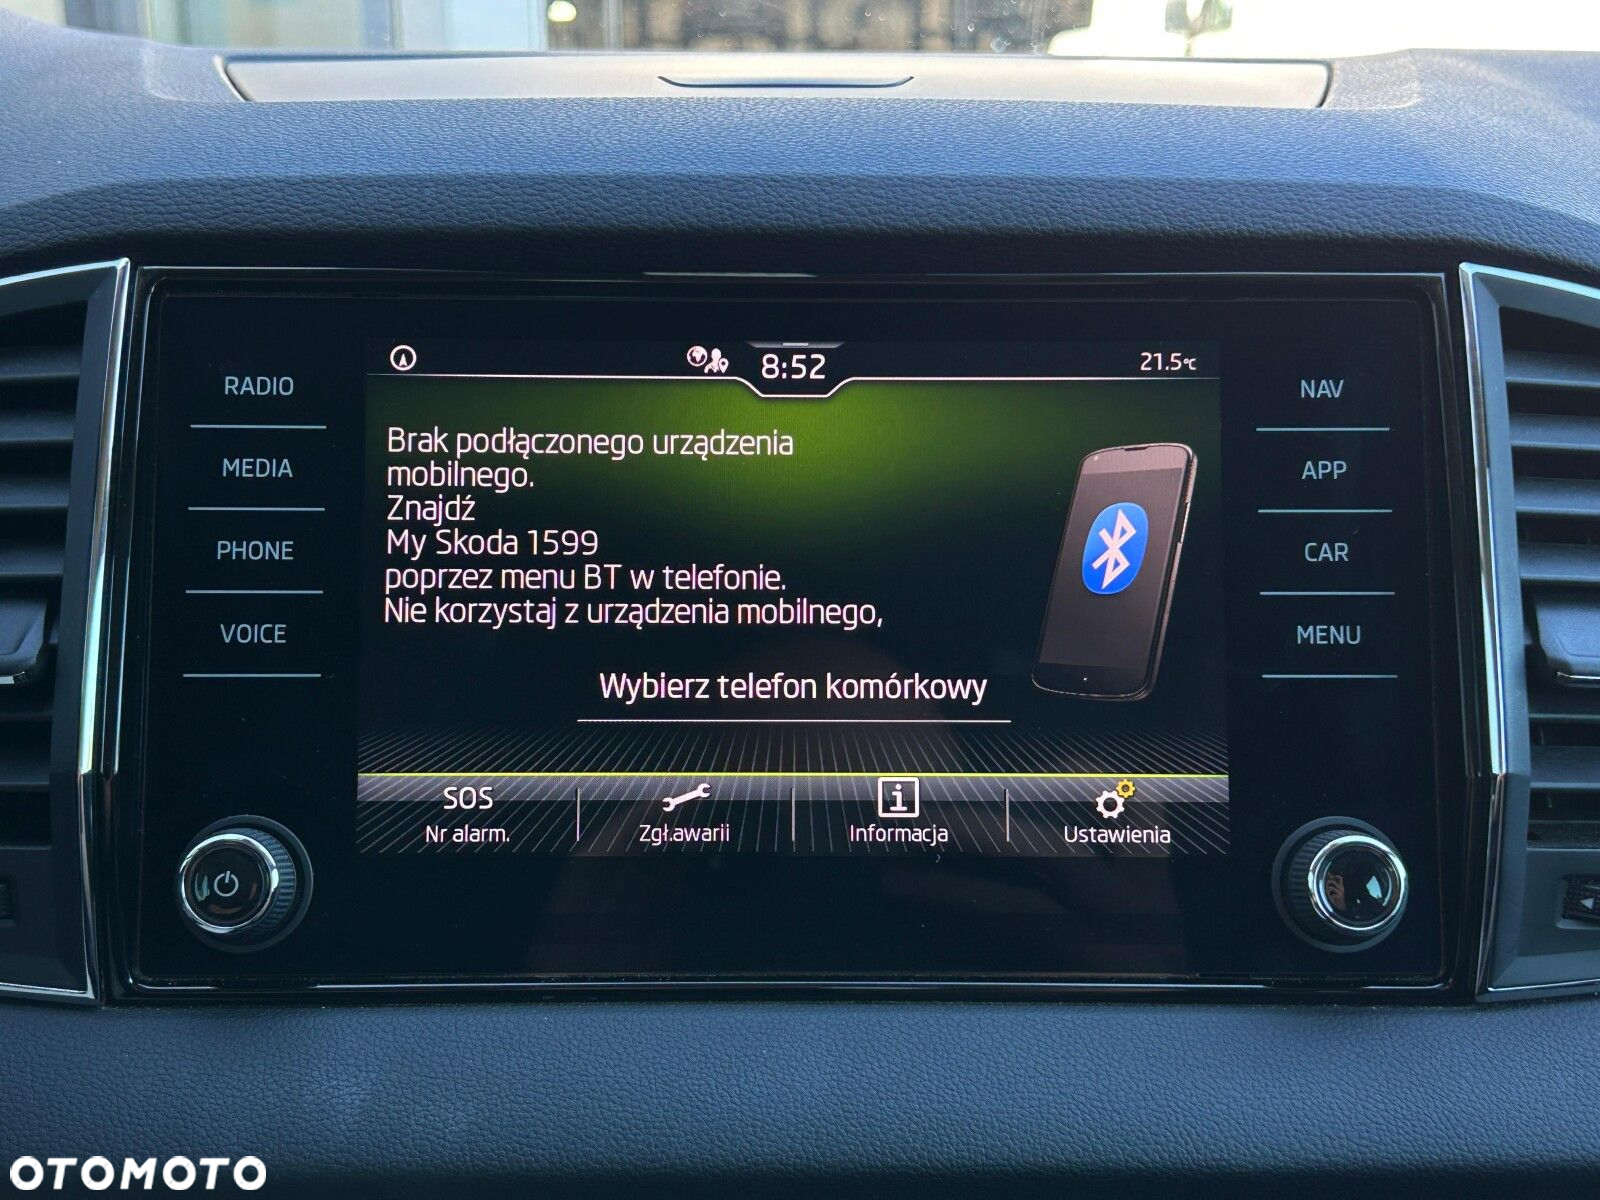 8:52
21.5°C
RADIO
MEDIA
PHONE
VOICE
Brak podłączonego urządzenia
mobilnego.
Znajdź
My Skoda 1599
poprzez menu BT w telefonie.
Nie korzystaj z urządzenia mobilnego,
Wybierz telefon komórkowy
SOS
Nr alarm.
Zgł.awarii
Informacja
Ustawienia
NAV
APP
CAR
MENU
OTOMOTO